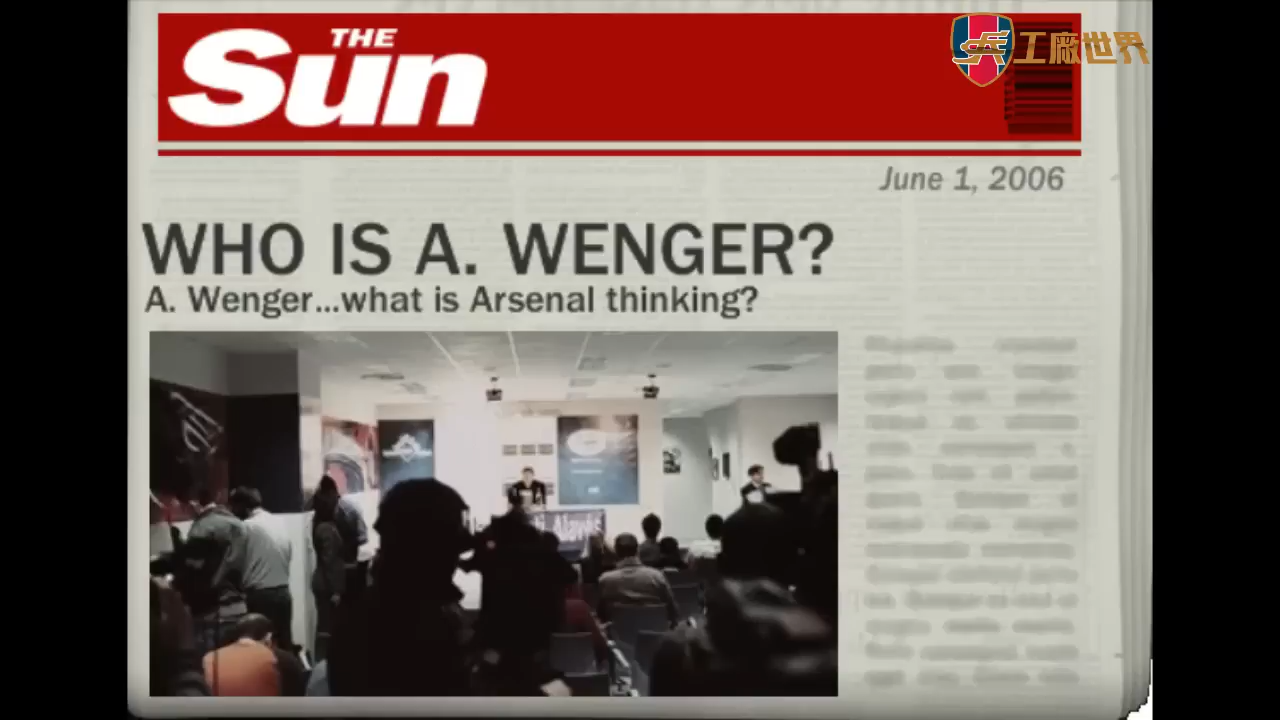 THE
Sun
工廠世界
June 1, 2006
WHO IS A. WENGER?
A. Wenger...what is Arsenal thinking?